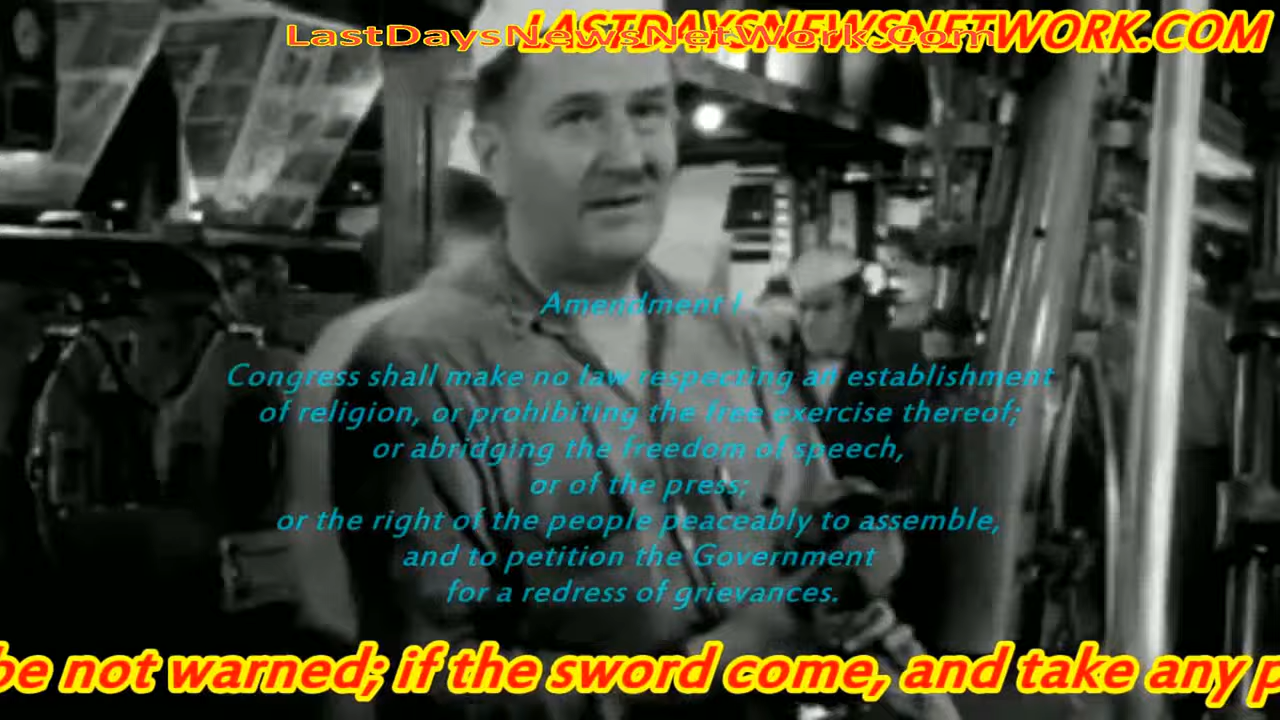 LASTDAYSNEWSNETWORK.COM
LastDaysNewsNetWork.Com
Amendment I
Congress shall make no law respecting an establishment
of religion, or prohibiting the free exercise thereof;
or abridging the freedom of speech,
or of the press;
or the right of the people peaceably to assemble,
and to petition the Government
for a redress of grievances.
be not warned; if the sword come, and take any p